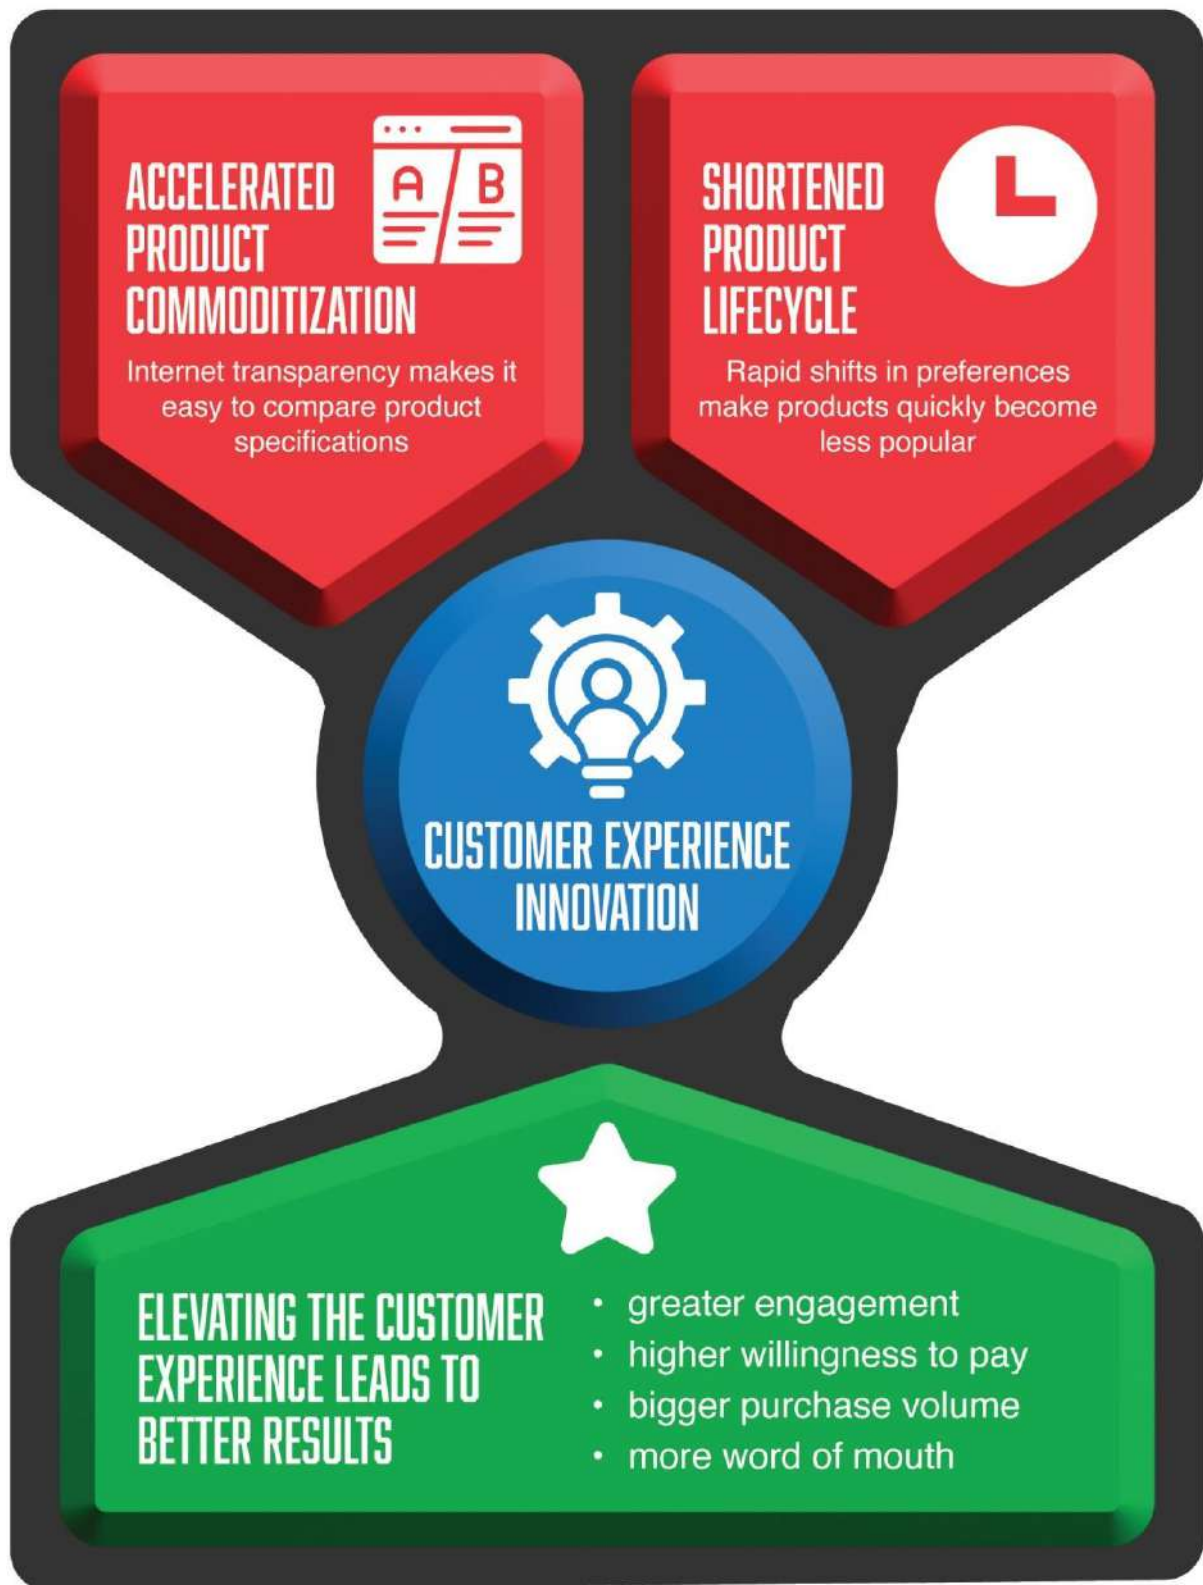 ACCELERATED
PRODUCT
COMMODITIZATION
A B
Internet transparency makes it
easy to compare product
specifications
SHORTENED
PRODUCT
LIFECYCLE
Rapid shifts in preferences
make products quickly become
less popular
CUSTOMER EXPERIENCE
INNOVATION
ELEVATING THE CUSTOMER
EXPERIENCE LEADS TO
BETTER RESULTS
• greater engagement
• higher willingness to pay
• bigger purchase volume
• more word of mouth